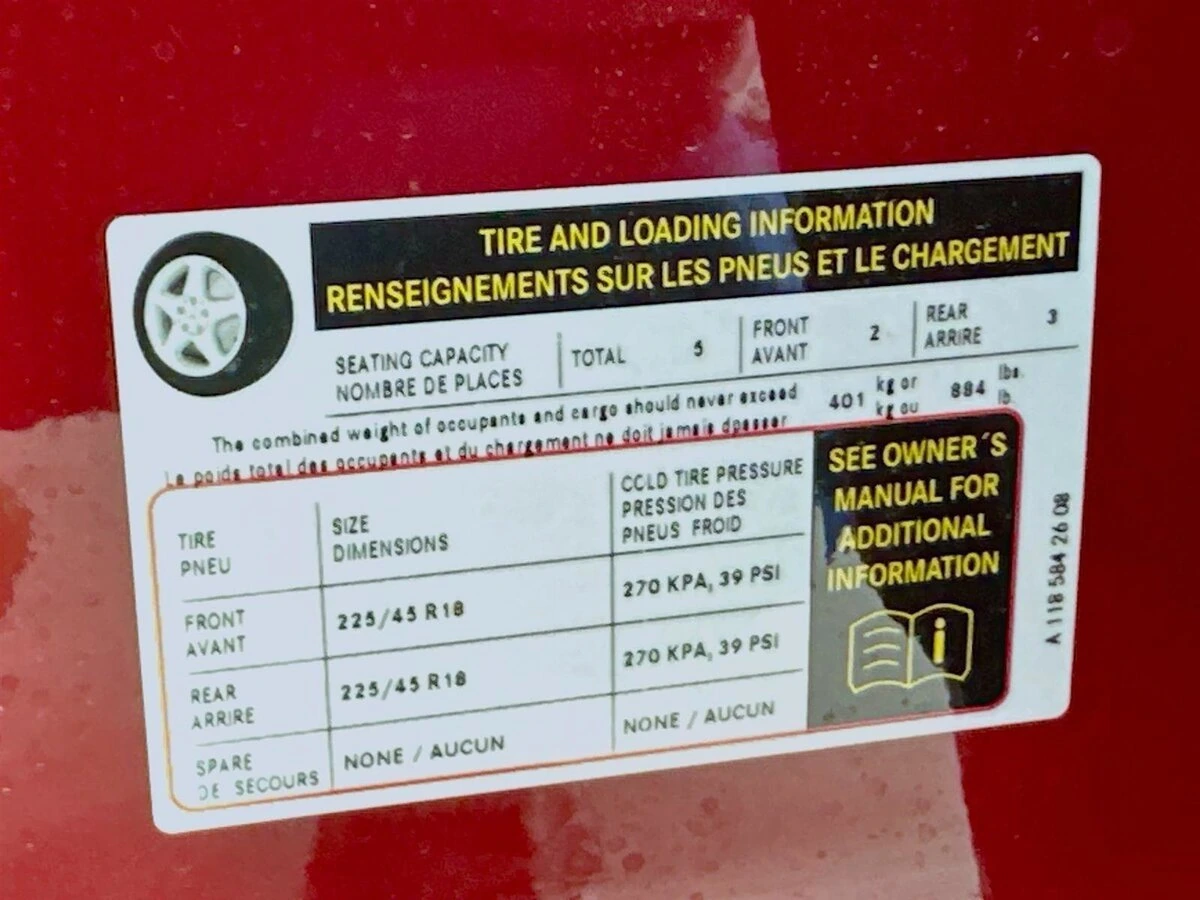 TIRE AND LOADING INFORMATION
RENSEIGNEMENTS SUR LES PNEUS ET LE CHARGEMENT
SEATING CAPACITY
NOMBRE DE PLACES
TOTAL 5
FRONT
AVANT
2
REAR
ARRIRE
3
The combined weight of occupants and cargo should never exceed
Le poids total des occupants et du chargement ne doit jamais dpasser
401
kg or
kg ou
884
lbs.
lb.
TIRE
PNEU
SIZE
DIMENSIONS
COLD TIRE PRESSURE
PRESSION DES
PNEUS FROID
FRONT
AVANT
225/45 R18
270 KPA, 39 PSI
REAR
ARRIRE
225/45 R18
270 KPA, 39 PSI
SPARE
DE SECOURS
NONE / AUCUN
NONE / AUCUN
SEE OWNER´S
MANUAL FOR
ADDITIONAL
INFORMATION
i
A 118 584 26 08